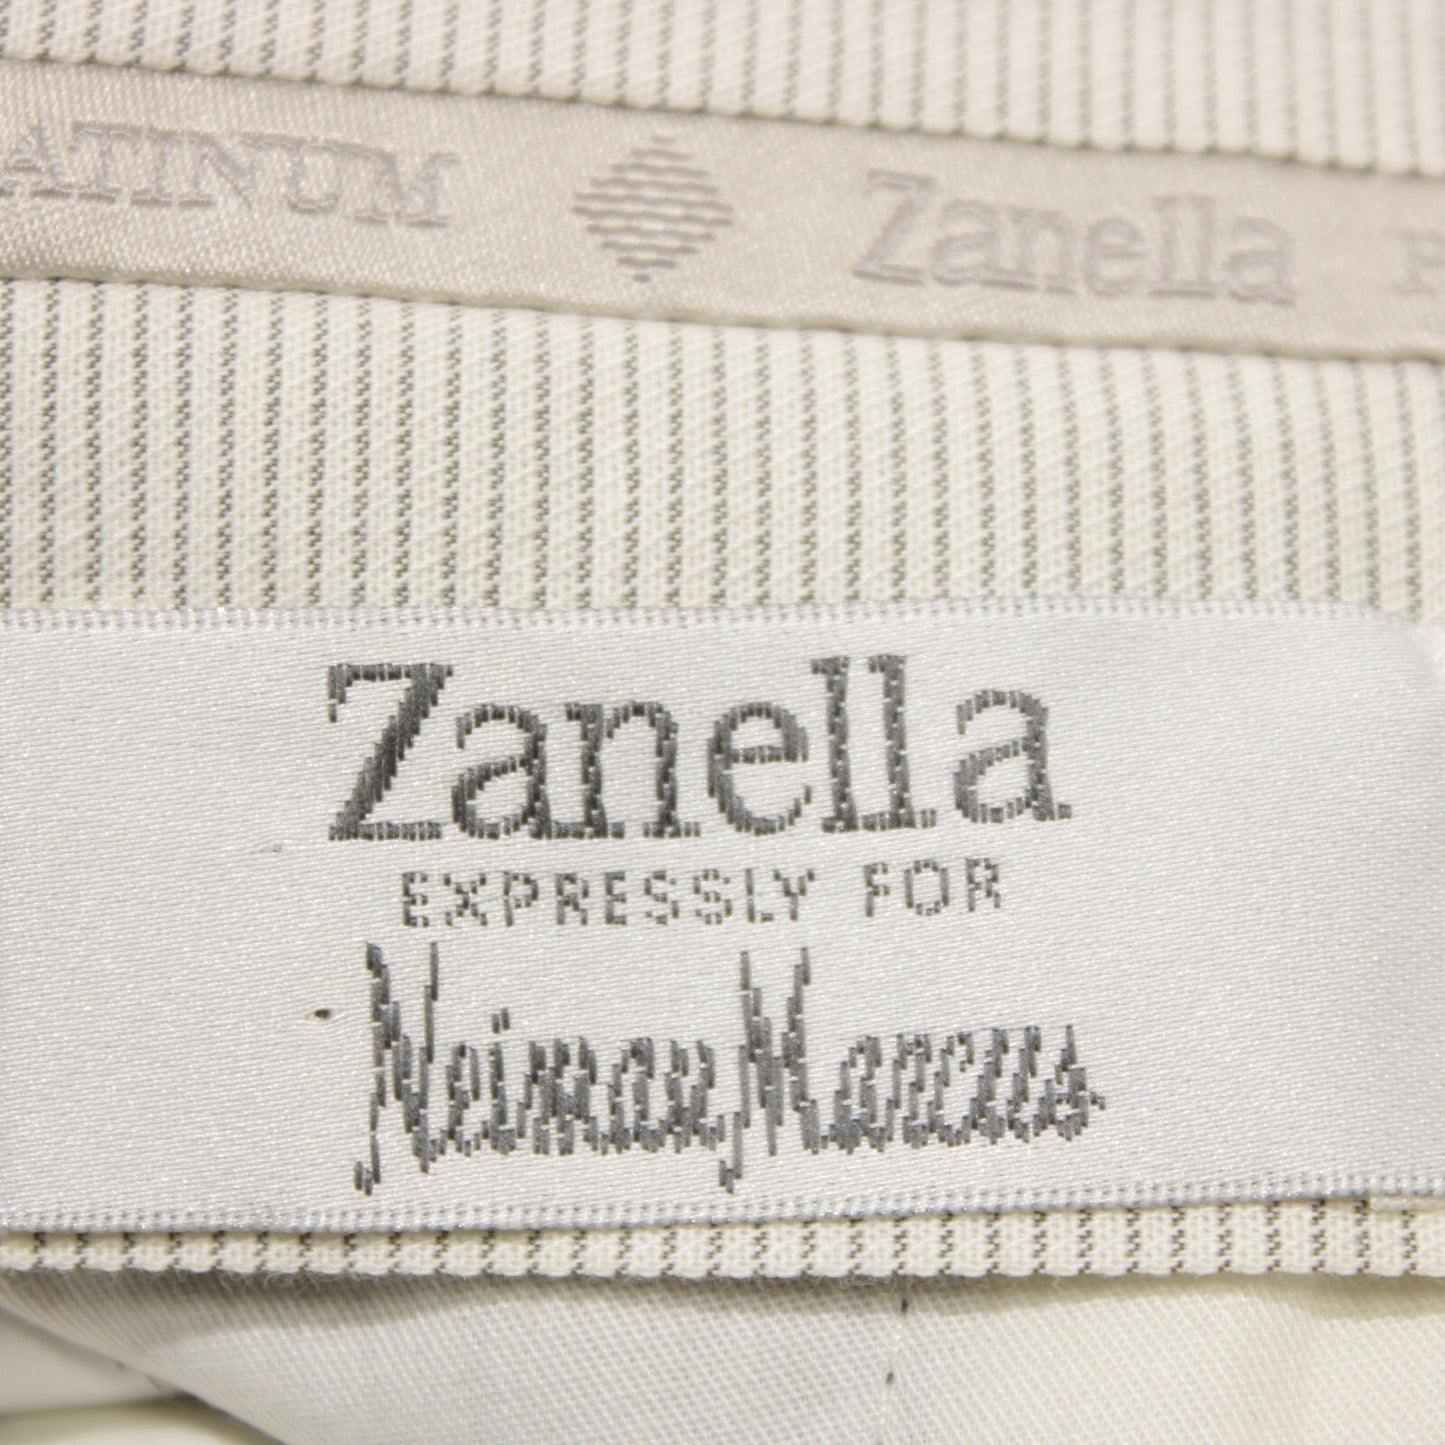 ATINUM Zanella P
Zanella
EXPRESSLY FOR
Neiman Marcus